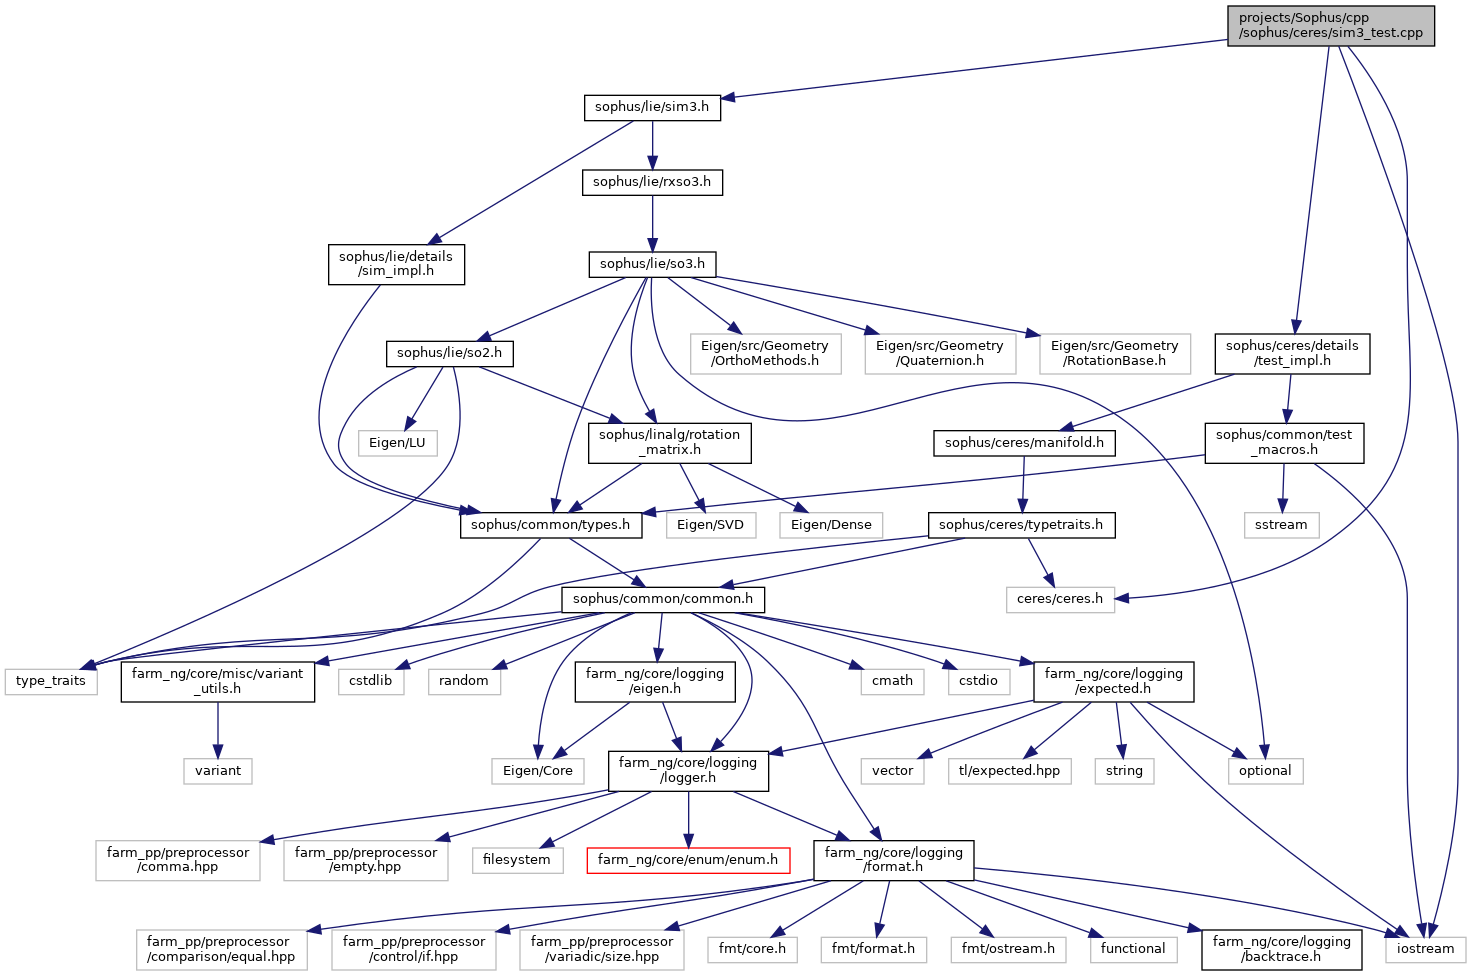 projects/Sophus/cpp
/sophus/ceres/sim3_test.cpp
sophus/lie/sim3.h
sophus/lie/rxso3.h
sophus/lie/details
/sim_impl.h
sophus/lie/so3.h
sophus/lie/so2.h
Eigen/src/Geometry
/OrthoMethods.h
Eigen/src/Geometry
/Quaternion.h
Eigen/src/Geometry
/RotationBase.h
sophus/ceres/details
/test_impl.h
Eigen/LU
sophus/linalg/rotation
_matrix.h
sophus/ceres/manifold.h
sophus/common/test
_macros.h
sophus/common/types.h
Eigen/SVD
Eigen/Dense
sophus/ceres/typetraits.h
sstream
sophus/common/common.h
ceres/ceres.h
type_traits
farm_ng/core/misc/variant
_utils.h
cstdlib
random
farm_ng/core/logging
/eigen.h
cmath
cstdio
farm_ng/core/logging
/expected.h
variant
Eigen/Core
farm_ng/core/logging
/logger.h
vector
tl/expected.hpp
string
optional
farm_pp/preprocessor
/comma.hpp
farm_pp/preprocessor
/empty.hpp
filesystem
farm_ng/core/enum/enum.h
farm_ng/core/logging
/format.h
farm_pp/preprocessor
/comparison/equal.hpp
farm_pp/preprocessor
/control/if.hpp
farm_pp/preprocessor
/variadic/size.hpp
fmt/core.h
fmt/format.h
fmt/ostream.h
functional
farm_ng/core/logging
/backtrace.h
iostream